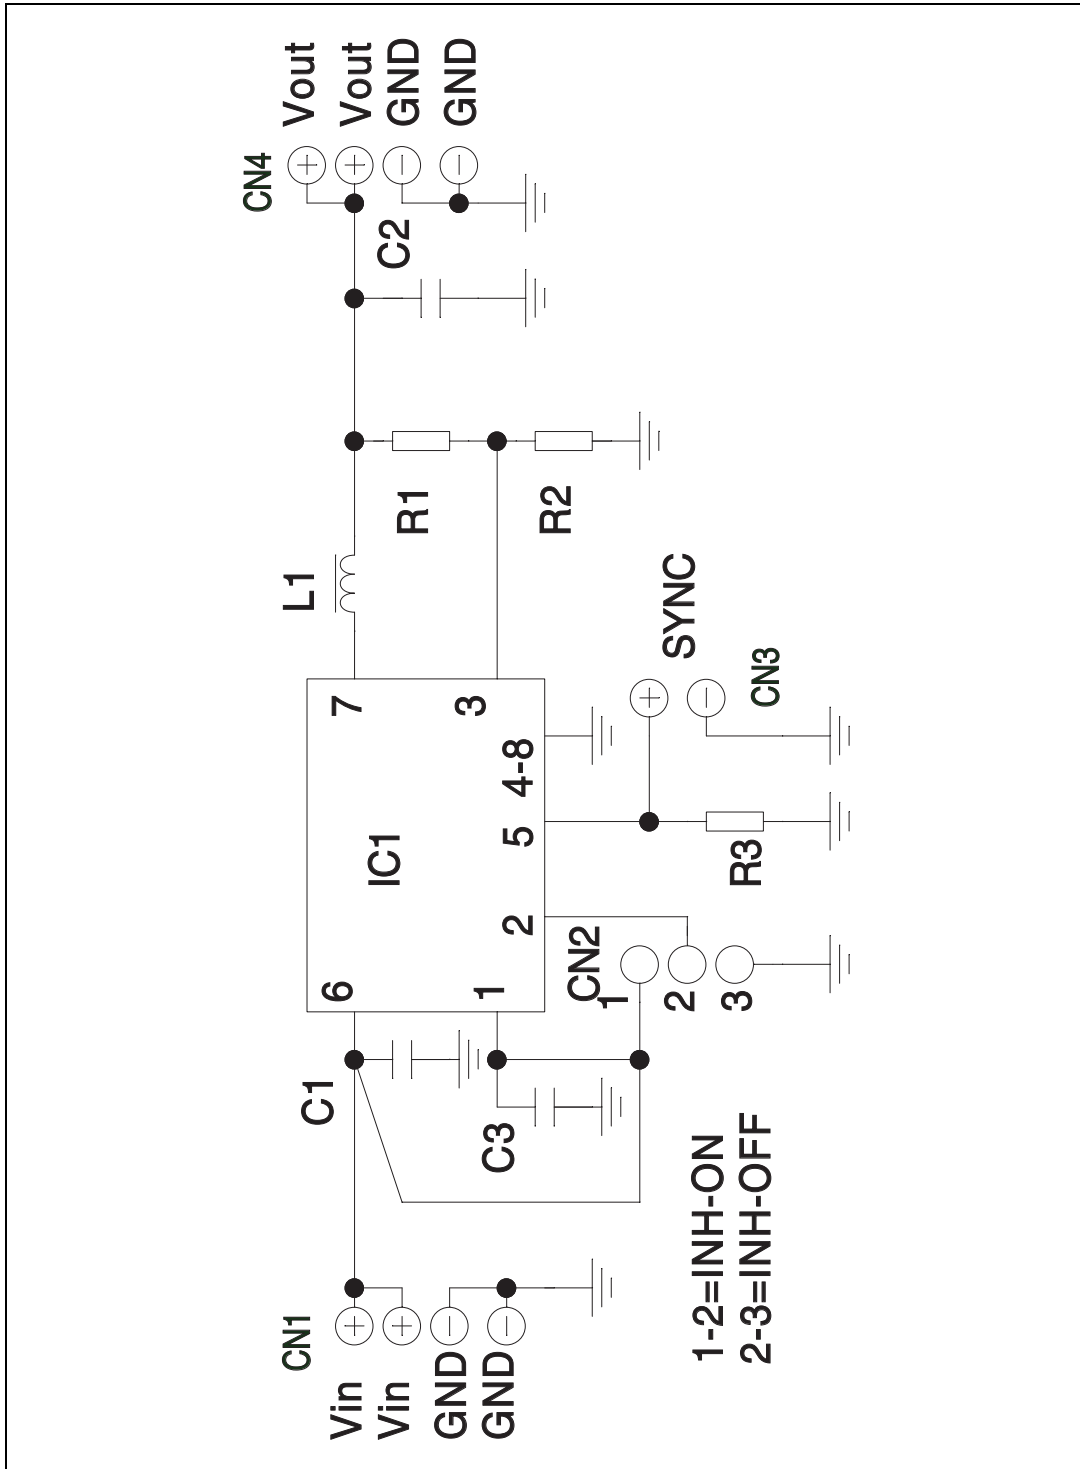 CN4
Vout
Vout
GND
GND
C2
R1
R2
L1
SYNC
CN3
7
3
4-8
5
2
IC1
6
1
R3
CN2
1
2
3
C1
C3
CN1
Vin
Vin
GND
GND
1-2=INH-ON
2-3=INH-OFF